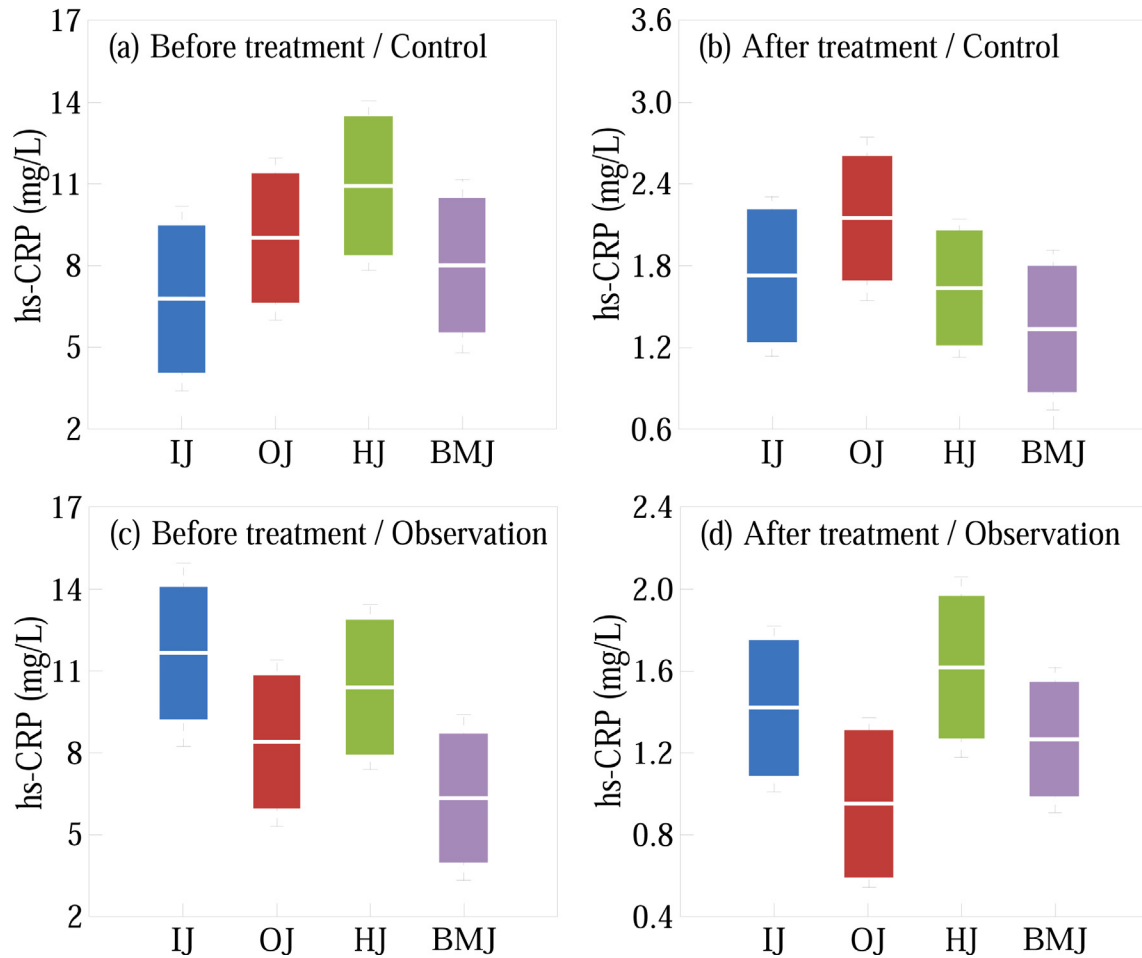 (a) Before treatment / Control
hs-CRP (mg/L)
17
14
11
8
5
2
IJ OJ HJ BMJ
(b) After treatment / Control
hs-CRP (mg/L)
3.6
3.0
2.4
1.8
1.2
0.6
IJ OJ HJ BMJ
(c) Before treatment / Observation
hs-CRP (mg/L)
17
14
11
8
5
2
IJ OJ HJ BMJ
(d) After treatment / Observation
hs-CRP (mg/L)
2.4
2.0
1.6
1.2
0.8
0.4
IJ OJ HJ BMJ